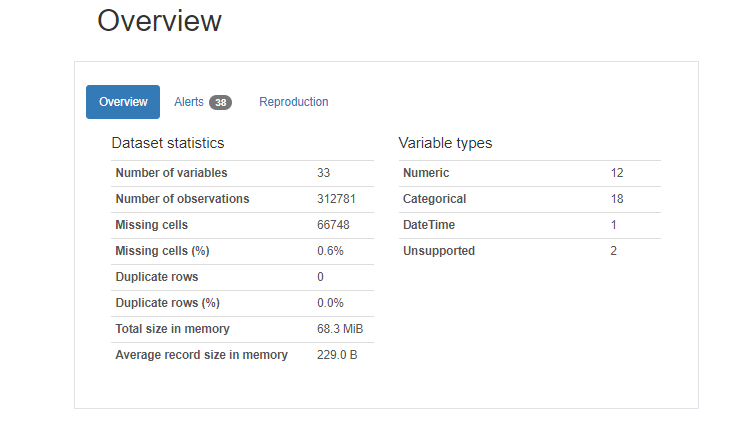 Overview
Overview Alerts 38 Reproduction
Dataset statistics
Number of variables 33
Number of observations 312781
Missing cells 66748
Missing cells (%) 0.6%
Duplicate rows 0
Duplicate rows (%) 0.0%
Total size in memory 68.3 MiB
Average record size in memory 229.0 B
Variable types
Numeric 12
Categorical 18
DateTime 1
Unsupported 2